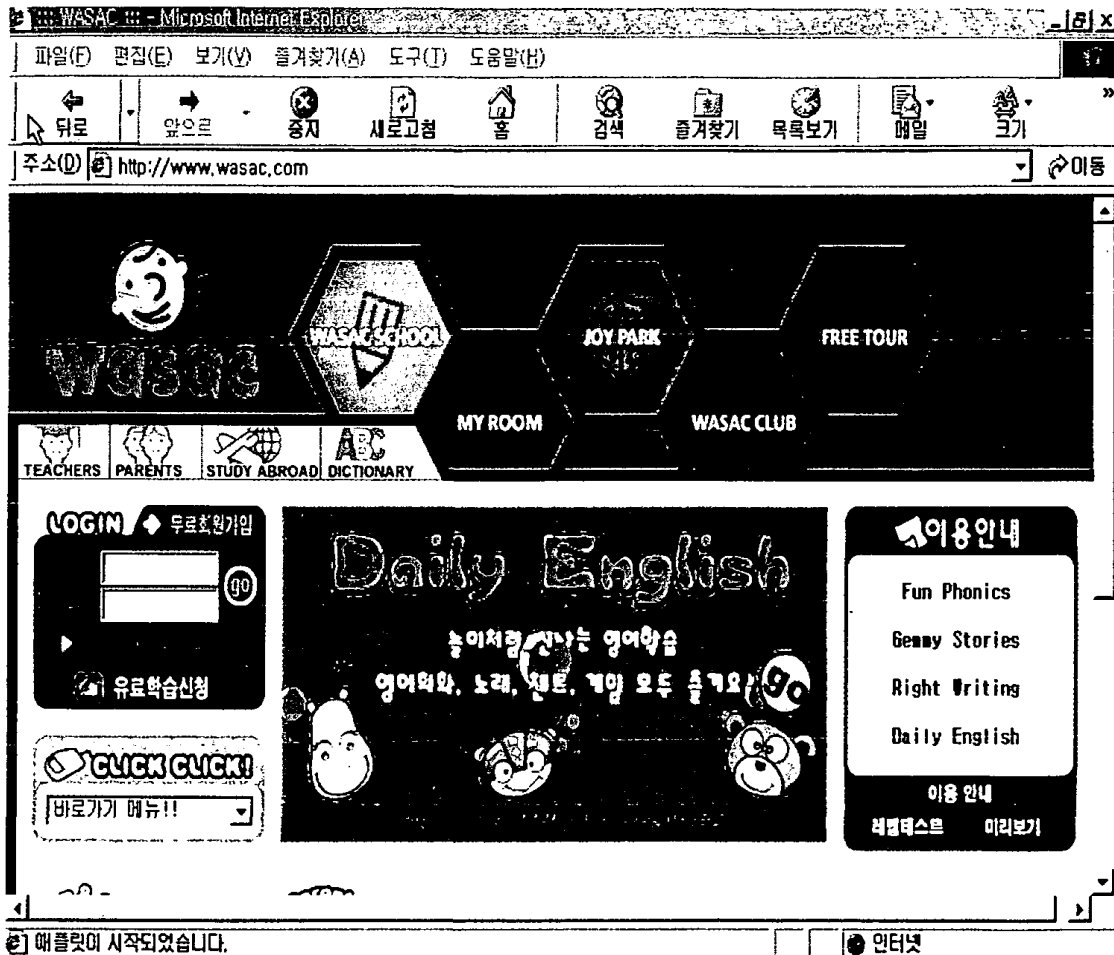 ::: WASAC ::: - Microsoft Internet Explorer
파일(F) 편집(E) 보기(V) 즐겨찾기(A) 도구(T) 도움말(H)
뒤로 앞으로 중지 새로고침 홈 검색 즐겨찾기 목록보기 메일 크기
주소(D) http://www.wasac.com 이동
wasac
WASAC SCHOOL JOY PARK FREE TOUR
MY ROOM WASAC CLUB
TEACHERS PARENTS STUDY ABROAD ABC DICTIONARY
LOGIN 무료회원가입
go
유료학습신청
CLICK CLICK!
바로가기 메뉴!!
Daily English
놀이처럼 신나는 영어학습
영어회화, 노래, 챈트, 게임 모두 즐겨요!
go
이용안내
Fun Phonics
Gemmy Stories
Right Writing
Daily English
이용 안내
레벨테스트 미리보기
애플릿이 시작되었습니다. 인터넷